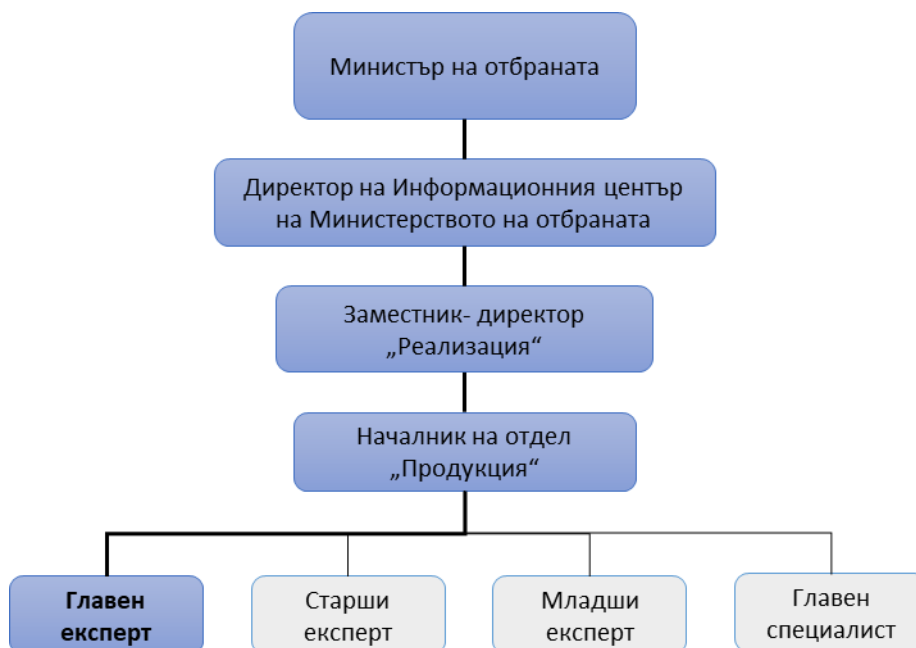 Министър на отбраната
Директор на Информационния център
на Министерството на отбраната
Заместник- директор
„Реализация“
Началник на отдел
„Продукция“
Главен
експерт
Старши
експерт
Младши
експерт
Главен
специалист